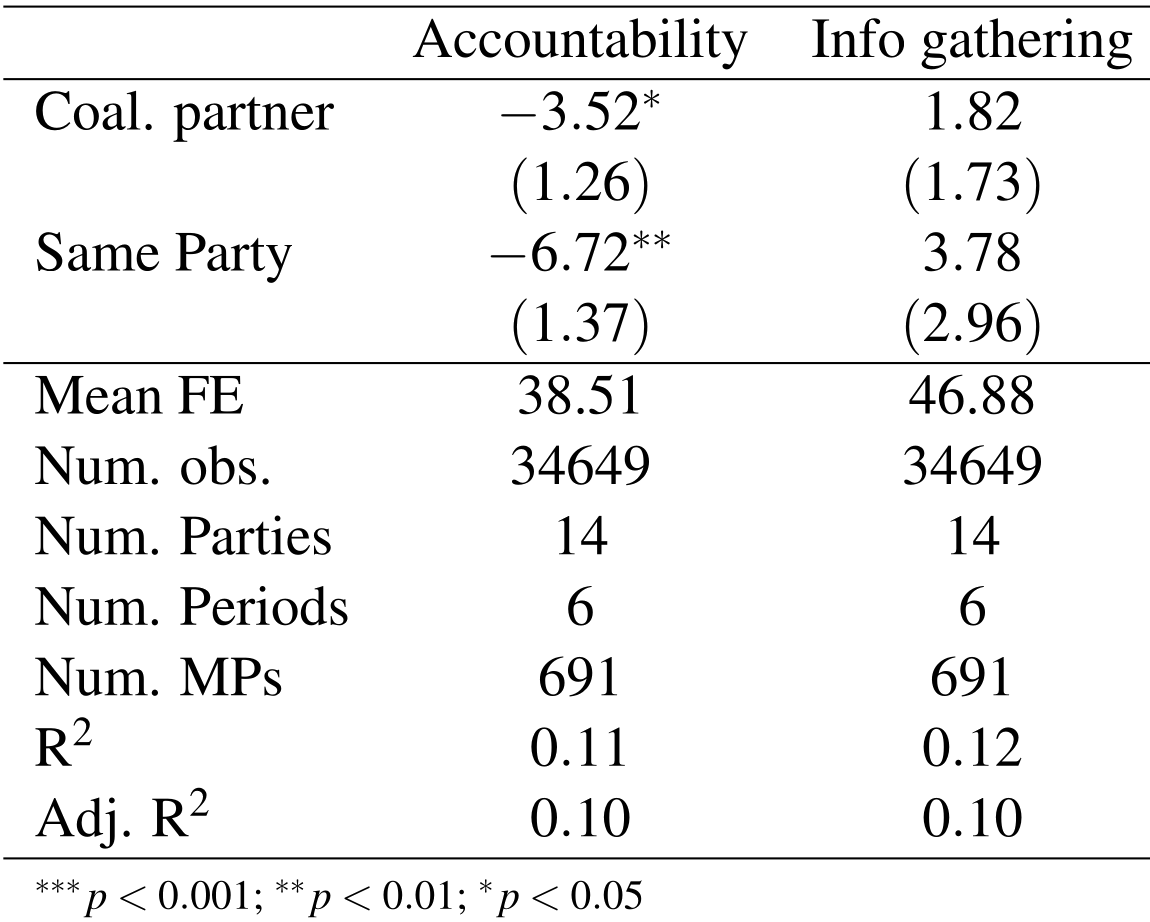 Accountability Info gathering
Coal. partner −3.52* 1.82
(1.26) (1.73)
Same Party −6.72** 3.78
(1.37) (2.96)
Mean FE 38.51 46.88
Num. obs. 34649 34649
Num. Parties 14 14
Num. Periods 6 6
Num. MPs 691 691
R² 0.11 0.12
Adj. R² 0.10 0.10
***p < 0.001; **p < 0.01; *p < 0.05